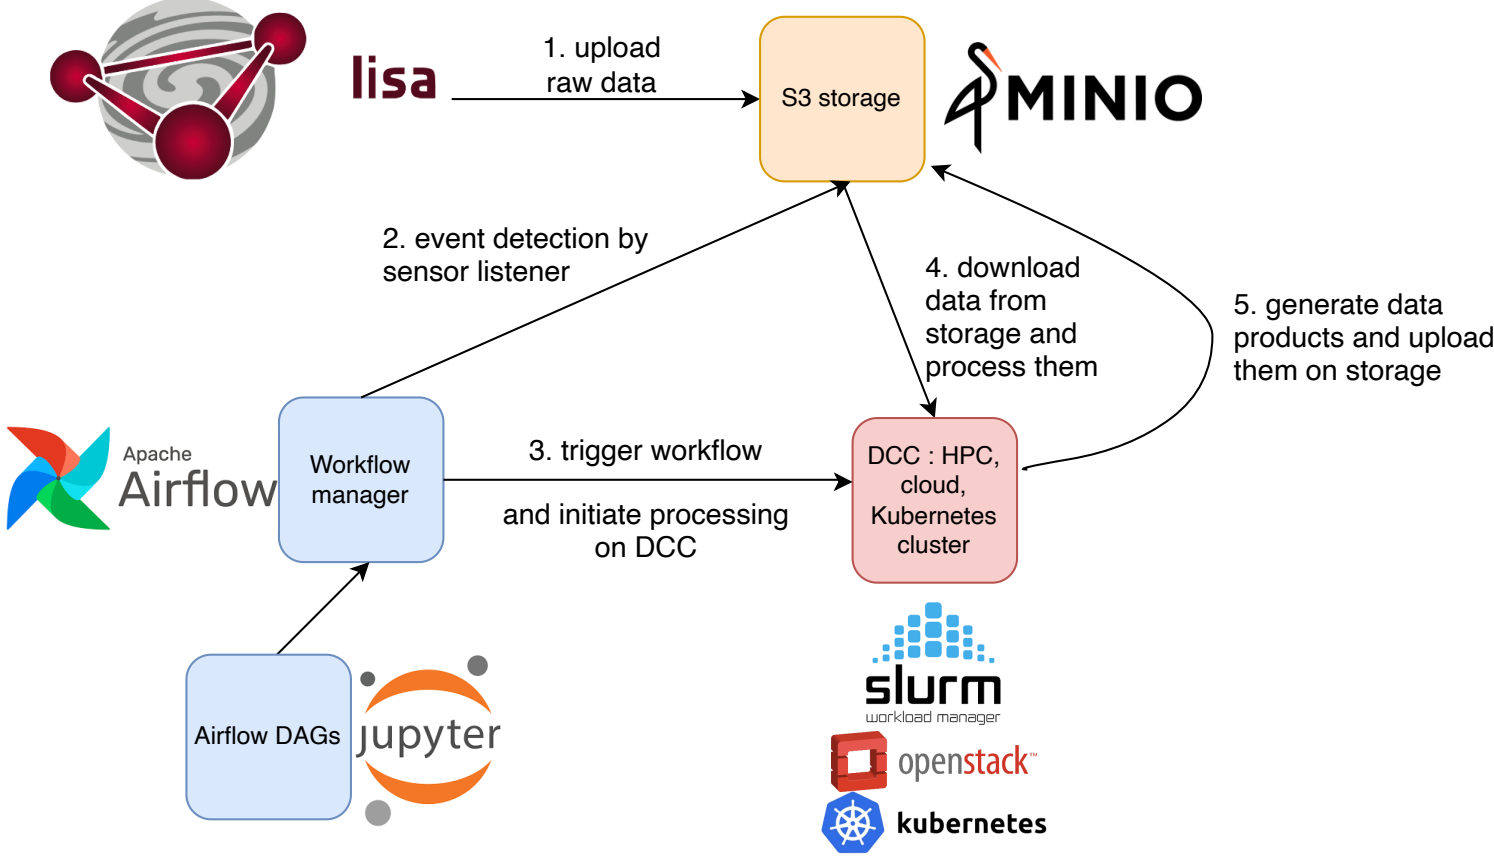 lisa
1. upload
raw data
S3 storage
MINIO
2. event detection by
sensor listener
4. download
data from
storage and
process them
5. generate data
products and upload
them on storage
Apache
Airflow
Workflow
manager
3. trigger workflow
and initiate processing
on DCC
DCC : HPC,
cloud,
Kubernetes
cluster
Airflow DAGs
jupyter
slurm
workload manager
openstack™
kubernetes